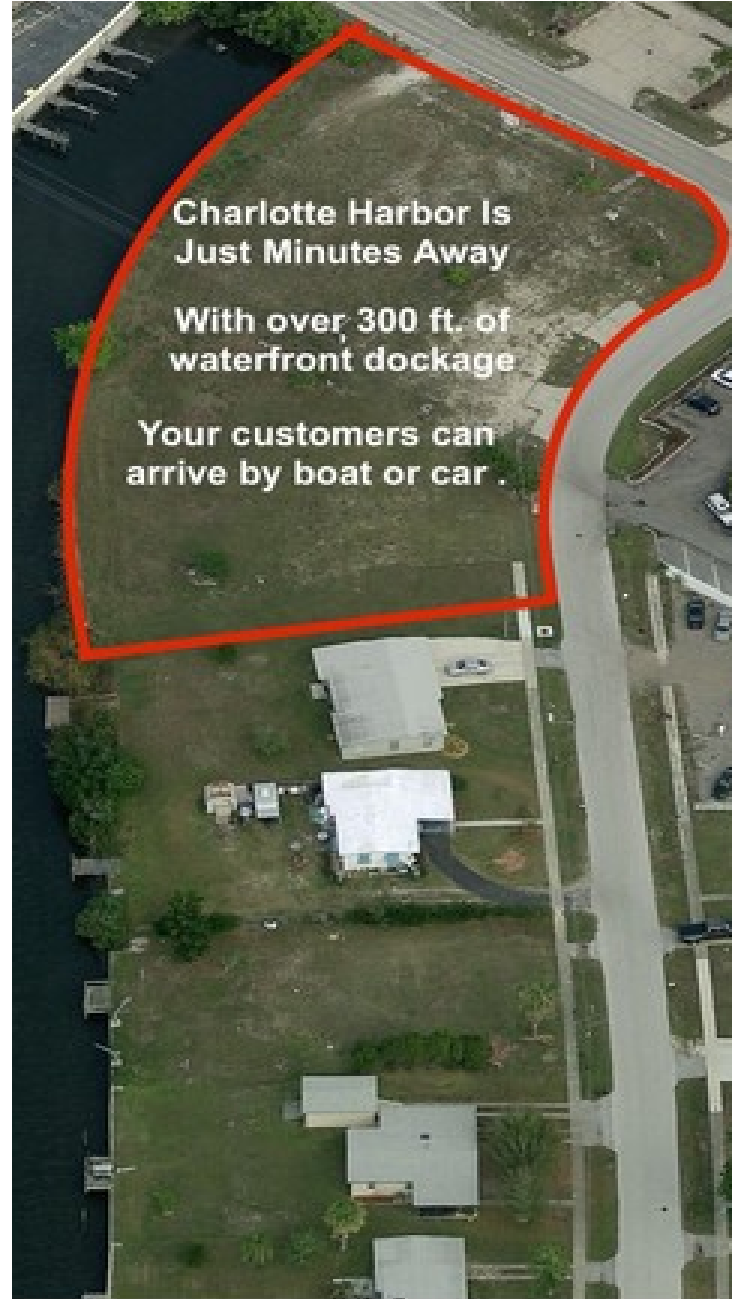 Charlotte Harbor Is
Just Minutes Away
With over 300 ft. of
waterfront dockage
Your customers can
arrive by boat or car .